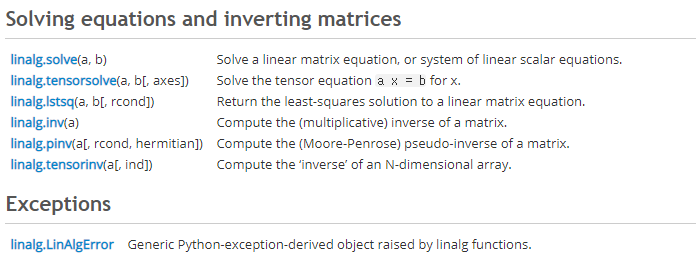 Solving equations and inverting matrices
linalg.solve(a, b) Solve a linear matrix equation, or system of linear scalar equations.
linalg.tensorsolve(a, b[, axes]) Solve the tensor equation a x = b for x.
linalg.lstsq(a, b[, rcond]) Return the least-squares solution to a linear matrix equation.
linalg.inv(a) Compute the (multiplicative) inverse of a matrix.
linalg.pinv(a[, rcond, hermitian]) Compute the (Moore-Penrose) pseudo-inverse of a matrix.
linalg.tensorinv(a[, ind]) Compute the ‘inverse’ of an N-dimensional array.
Exceptions
linalg.LinAlgError Generic Python-exception-derived object raised by linalg functions.